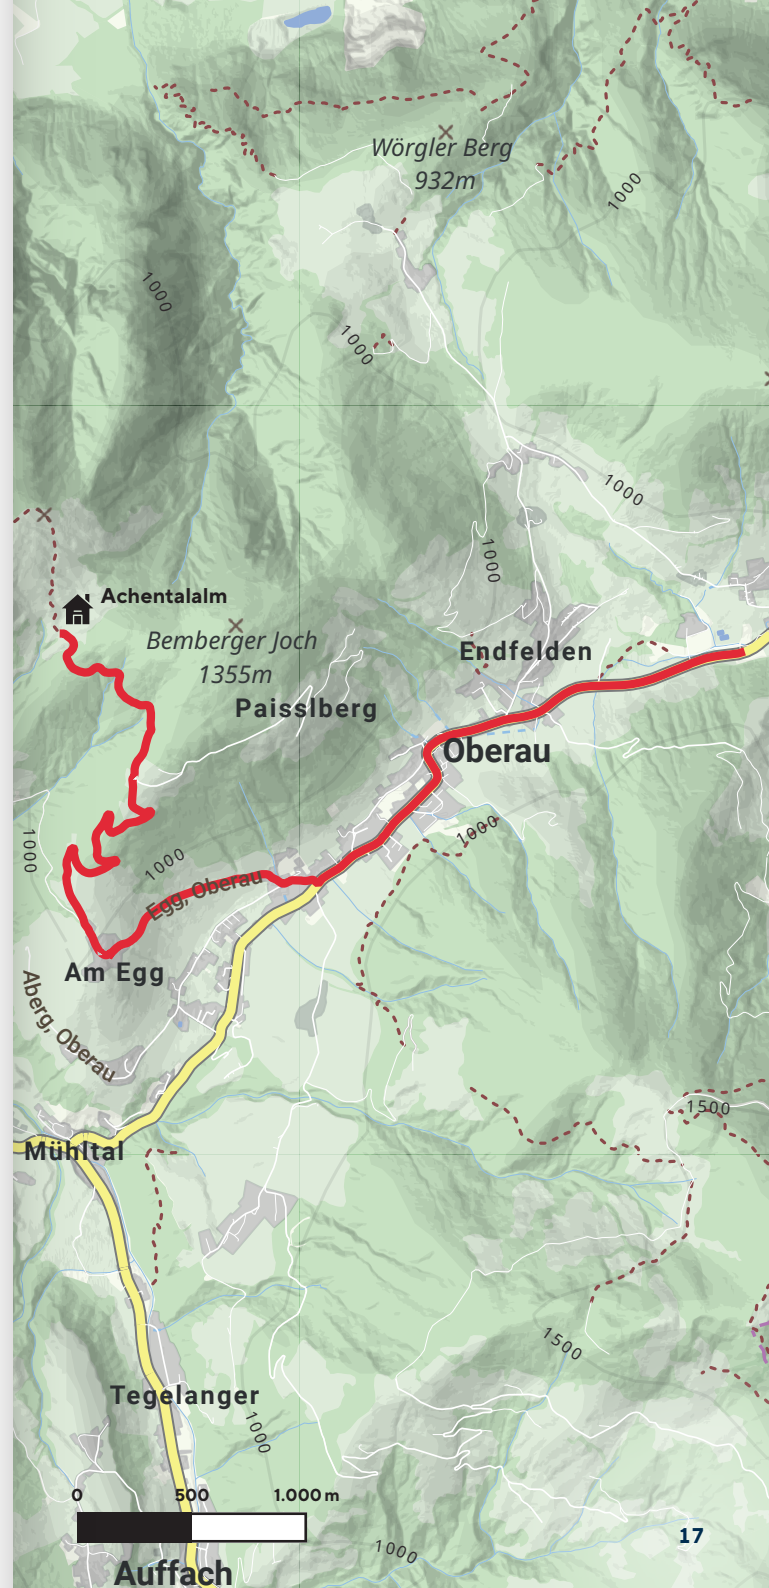 Wörgler Berg
932m
1000
1000
1000
1000
1000
Achentalalm
Bemberger Joch
1355m
Endfelden
Paisslberg
Oberau
1000
1000
1000
Egg, Oberau
Am Egg
Aberg, Oberau
1500
Mühltal
1500
Tegelanger
1000
0 500 1.000 m
17
1000
Auffach